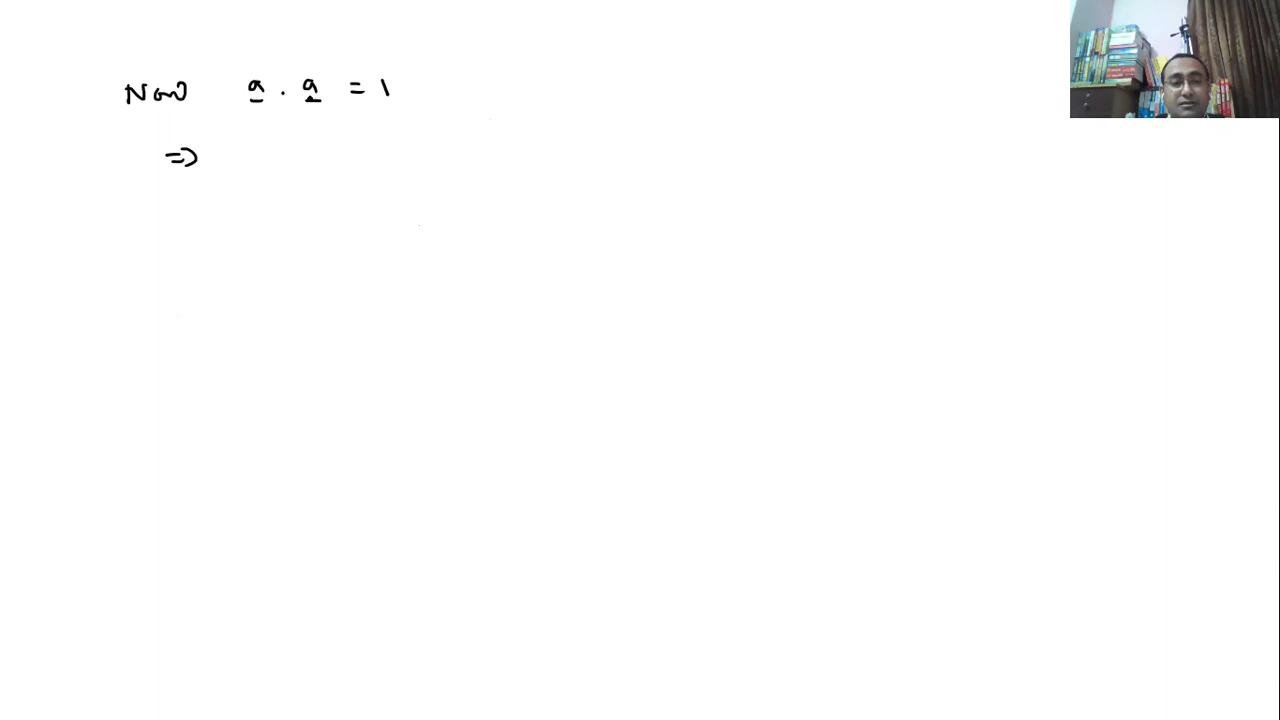 Now a̲ . a̲ = 1
⇒